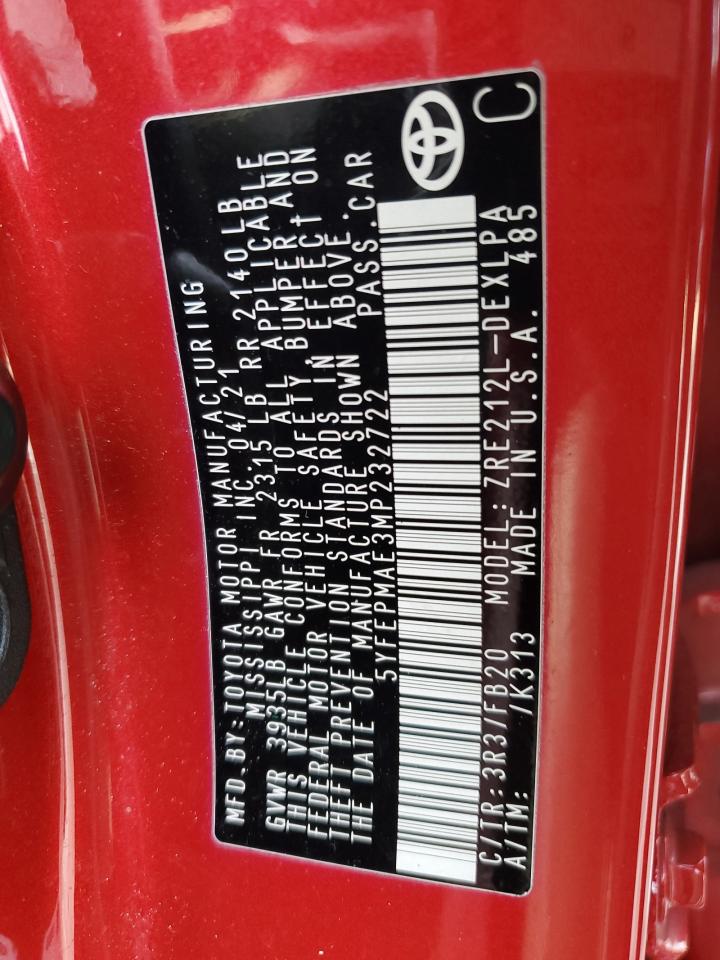 MFD.BY:TOYOTA MOTOR MANUFACTURING
MISSISSIPPI INC. 04/21
GVWR 3935LB GAWR FR 2315 LB RR 2140LB
THIS VEHICLE CONFORMS TO ALL APPLICABLE
FEDERAL MOTOR VEHICLE SAFETY, BUMPER, AND
THEFT PREVENTION STANDARDS IN EFFECT ON
THE DATE OF MANUFACTURE SHOWN ABOVE.
5YFEPMAE3MP232722 PASS.CAR
C/TR:3R3/FB20 MODEL:ZRE212L-DEXLPA
A/TM: /K313 MADE IN U.S.A. 485
C